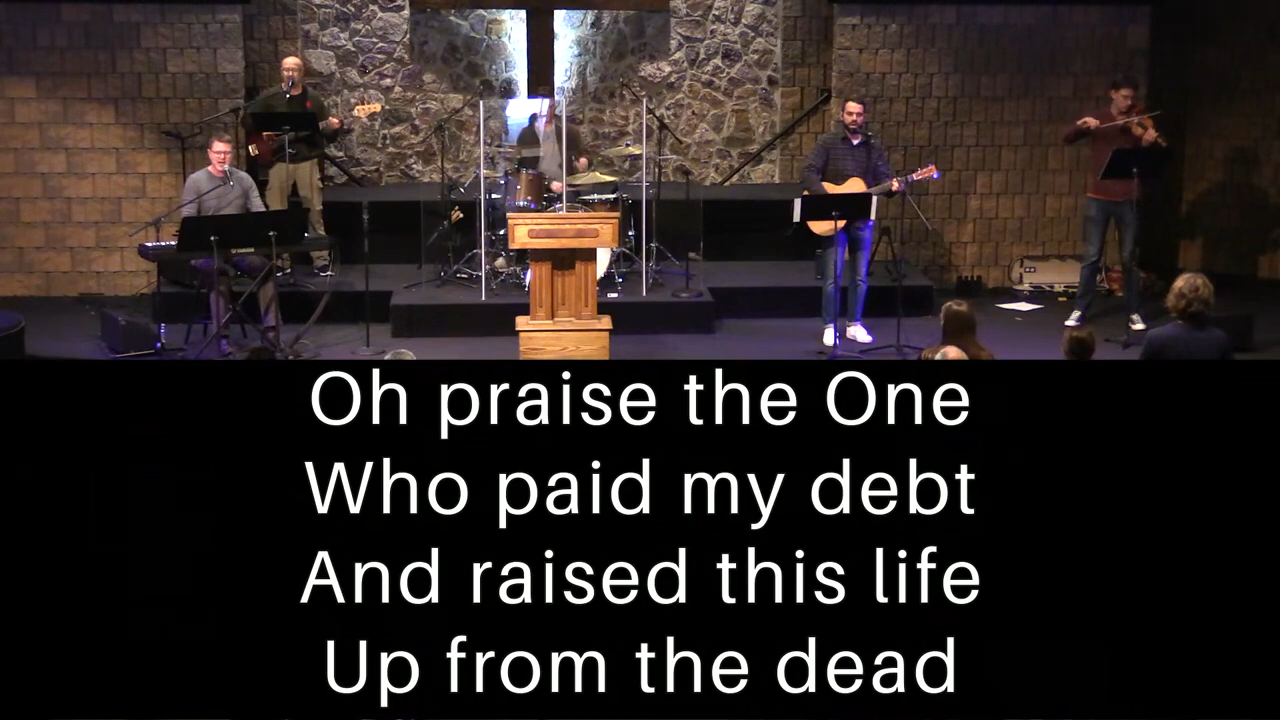 Oh praise the One
Who paid my debt
And raised this life
Up from the dead